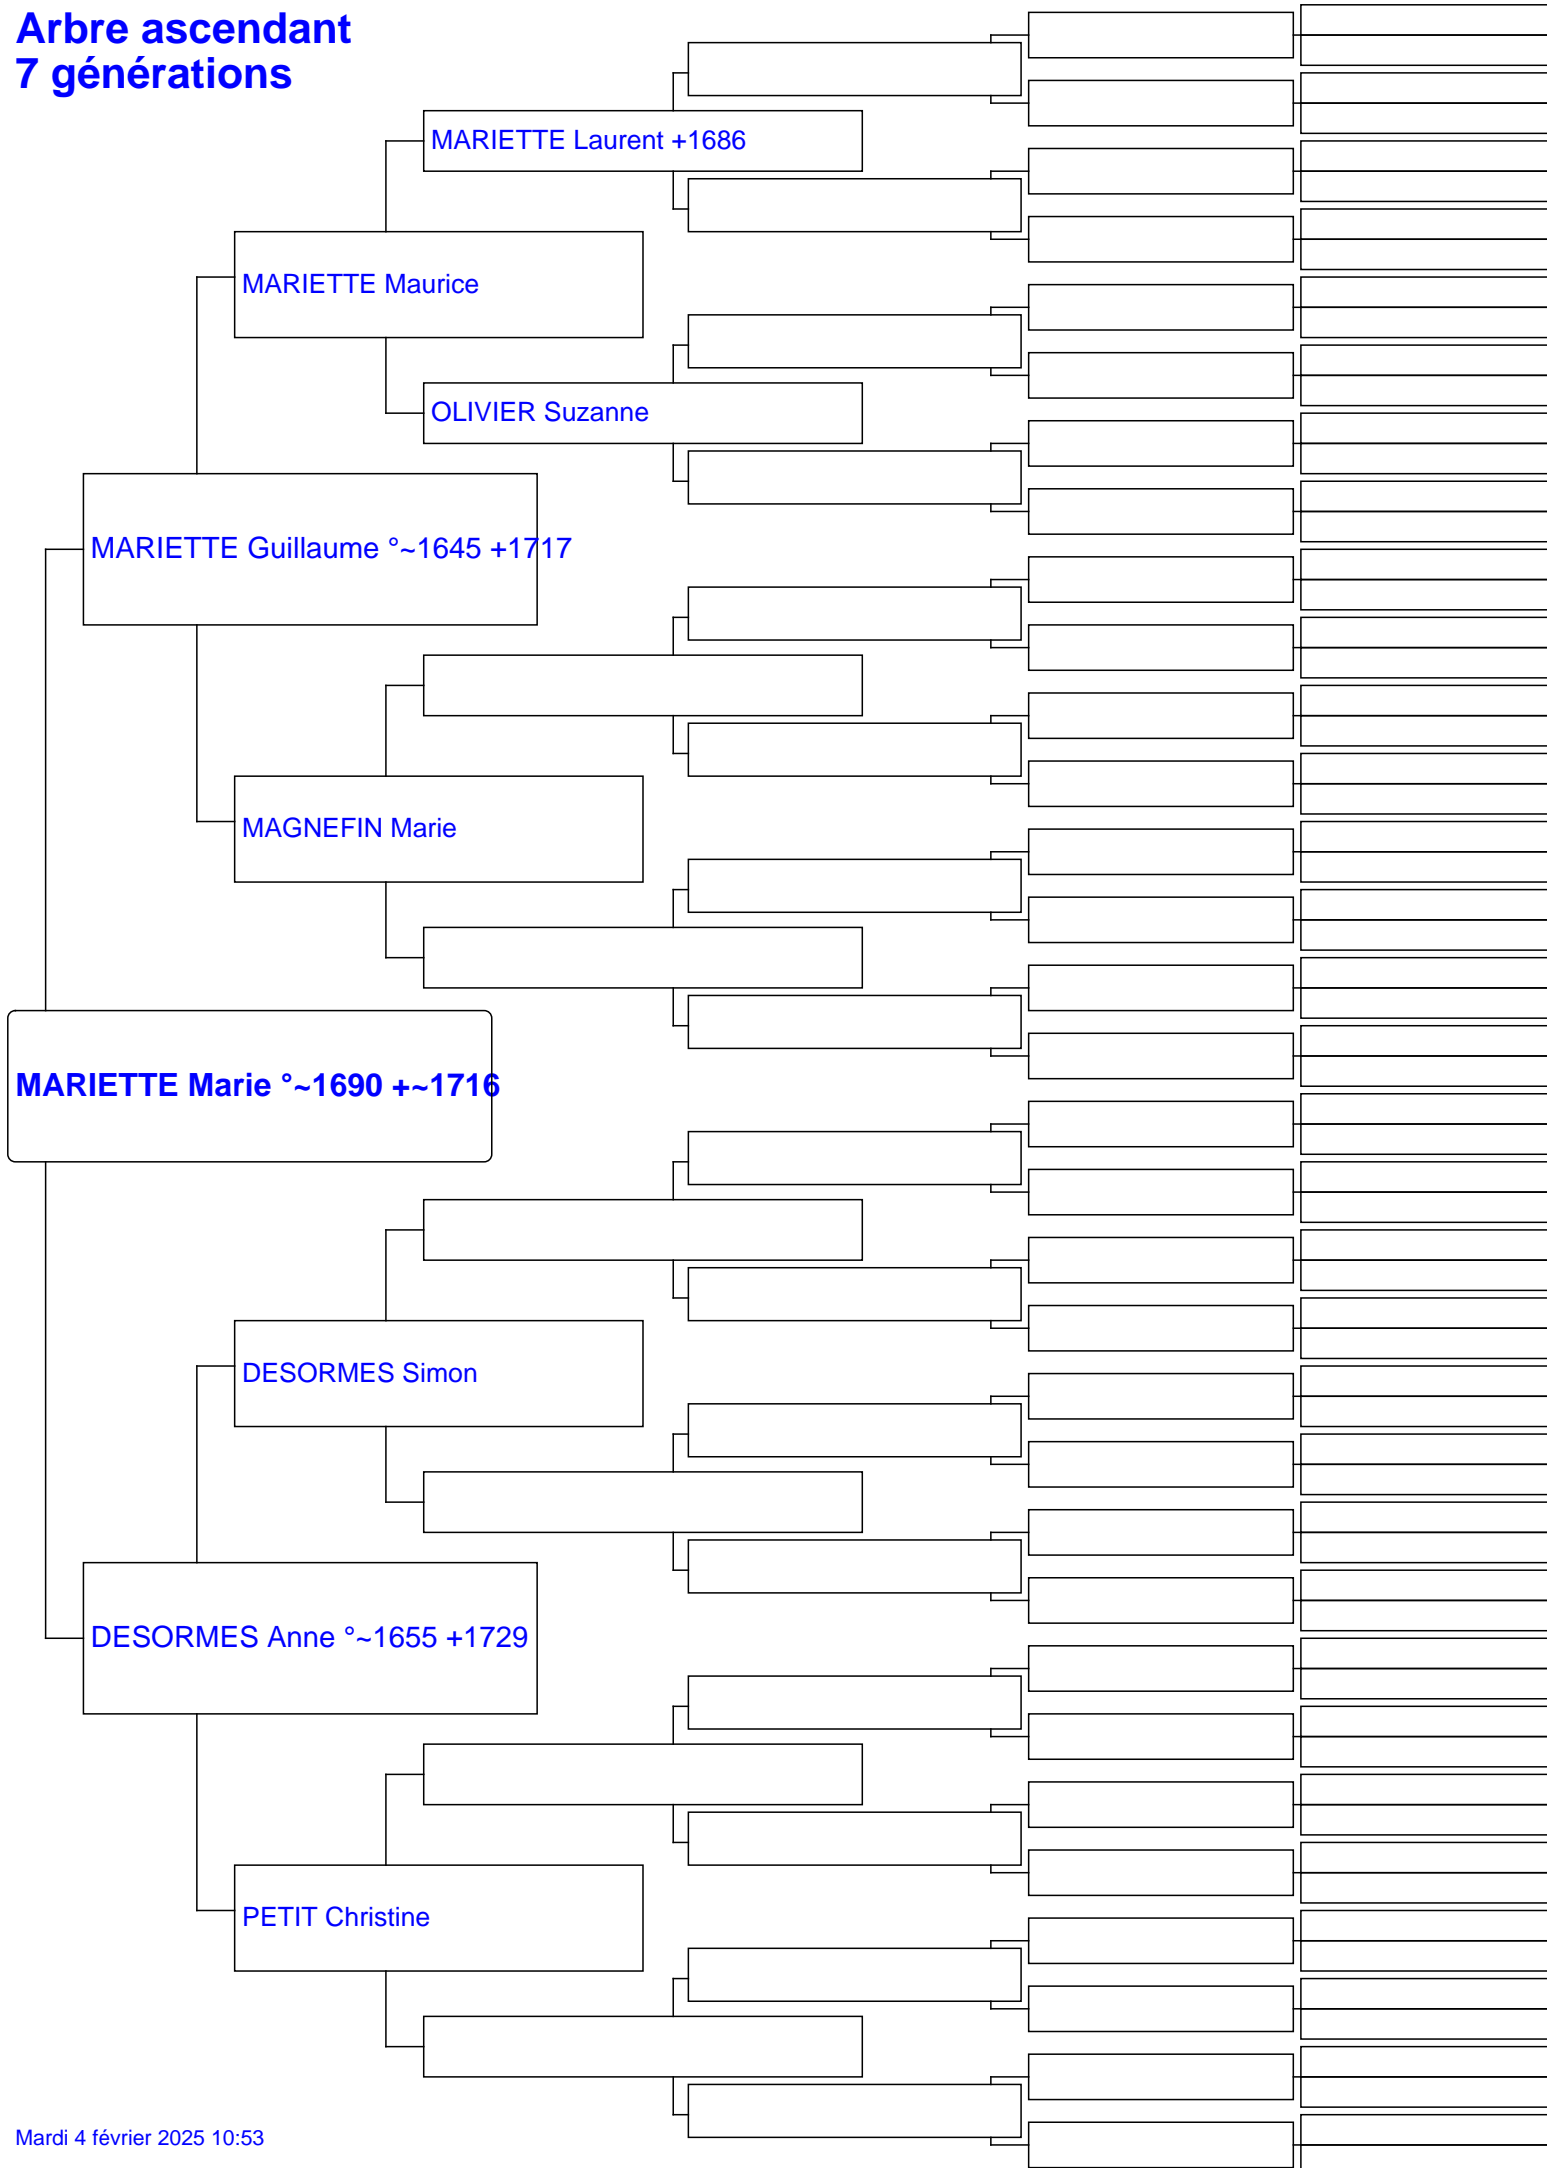 Arbre ascendant
7 générations
MARIETTE Laurent +1686
MARIETTE Maurice
OLIVIER Suzanne
MARIETTE Guillaume °~1645 +1717
MAGNEFIN Marie
MARIETTE Marie °~1690 +~1716
DESORMES Simon
DESORMES Anne °~1655 +1729
PETIT Christine
Mardi 4 février 2025 10:53